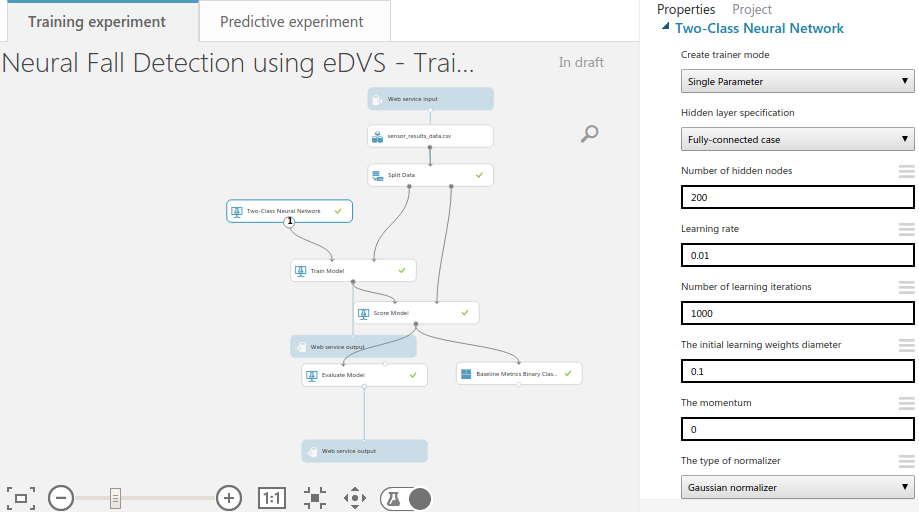 Training experiment
Predictive experiment
Neural Fall Detection using eDVS - Trai...
In draft
Web service input
sensor_results_data.csv
Split Data
Two-Class Neural Network
1
Train Model
Score Model
Web service output
Evaluate Model
Baseline Metrics Binary Clas...
Web service output
1:1
Properties
Project
Two-Class Neural Network
Create trainer mode
Single Parameter
Hidden layer specification
Fully-connected case
Number of hidden nodes
200
Learning rate
0.01
Number of learning iterations
1000
The initial learning weights diameter
0.1
The momentum
0
The type of normalizer
Gaussian normalizer